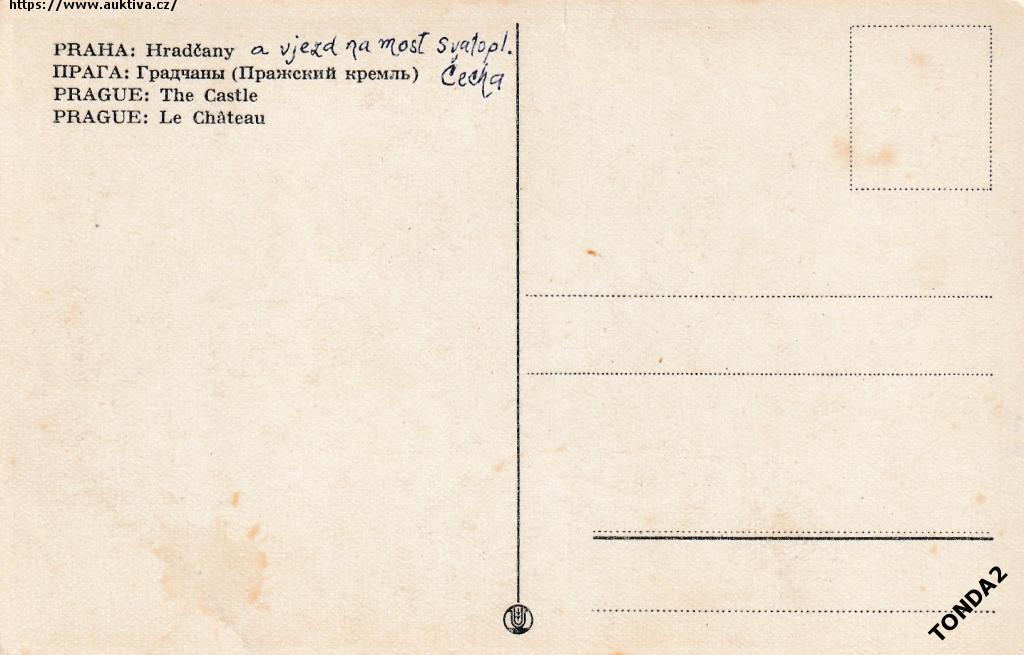 https://www.auktiva.cz/
PRAHA: Hradčany a vjezd na most Svatopl.
Čecha
ПРАГА: Градчаны (Пражский кремль)
PRAGUE: The Castle
PRAGUE: Le Château
TONDA2